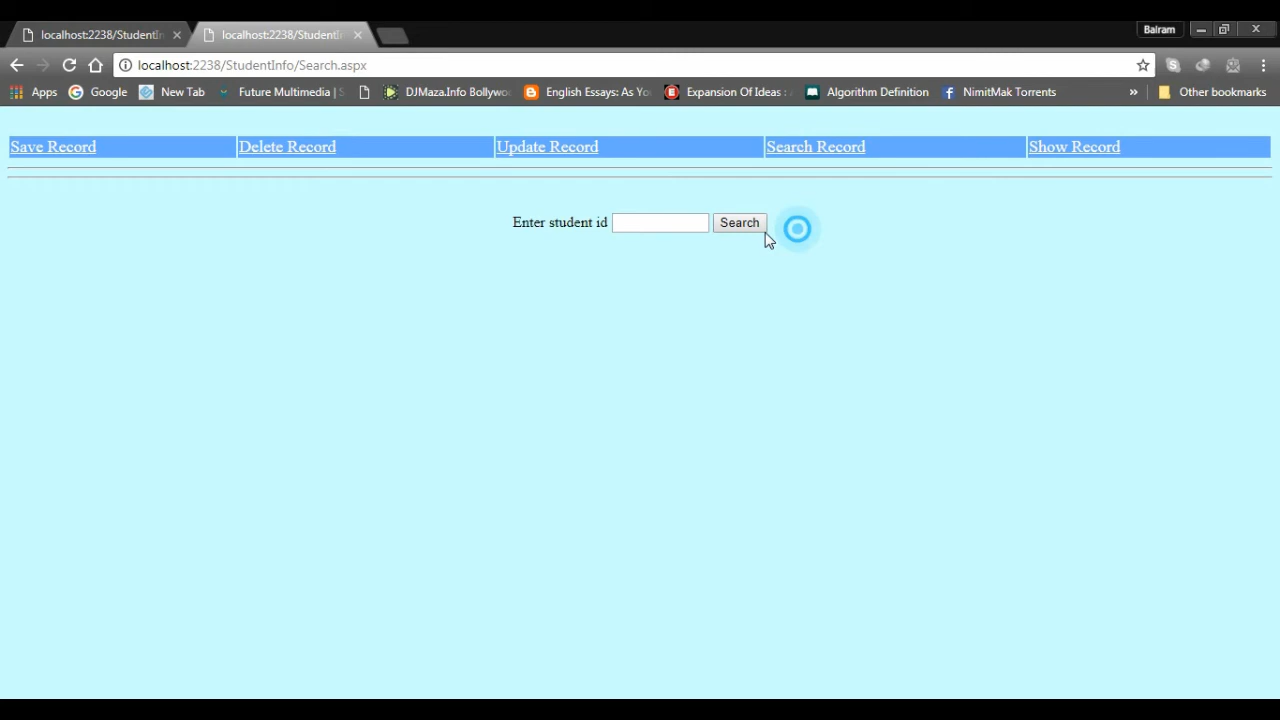 localhost:2238/StudentIn
localhost:2238/StudentIn
Balram
localhost:2238/StudentInfo/Search.aspx
Apps Google New Tab Future Multimedia | DJMaza.Info Bollywo English Essays: As Yo Expansion Of Ideas : Algorithm Definition NimitMak Torrents » Other bookmarks
Save Record Delete Record Update Record Search Record Show Record
Enter student id Search